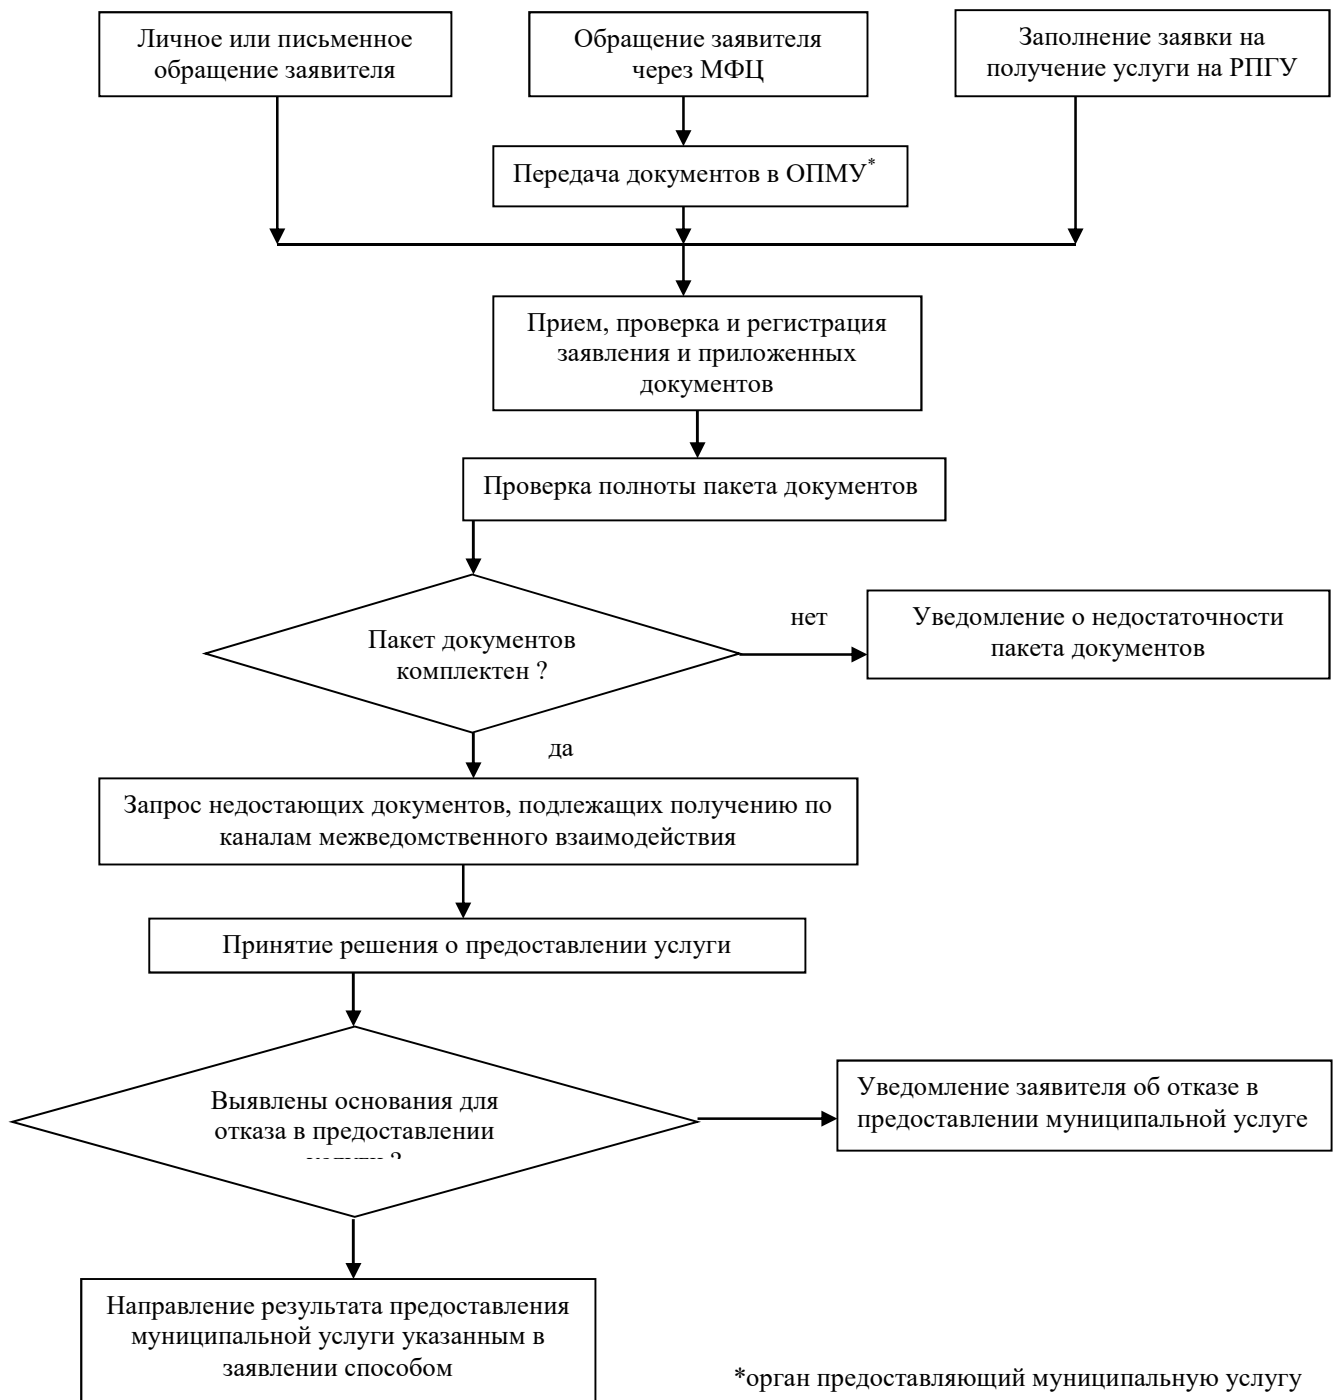 Личное или письменное
обращение заявителя
Обращение заявителя
через МФЦ
Заполнение заявки на
получение услуги на РПГУ
Передача документов в ОПМУ*
Прием, проверка и регистрация
заявления и приложенных
документов
Проверка полноты пакета документов
Пакет документов
комплектен ?
нет
Уведомление о недостаточности
пакета документов
да
Запрос недостающих документов, подлежащих получению по
каналам межведомственного взаимодействия
Принятие решения о предоставлении услуги
Выявлены основания для
отказа в предоставлении
Уведомление заявителя об отказе в
предоставлении муниципальной услуге
Направление результата предоставления
муниципальной услуги указанным в
заявлении способом
*орган предоставляющий муниципальную услугу